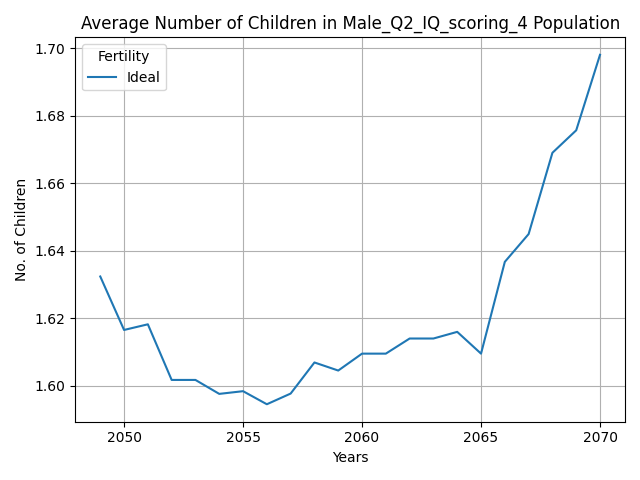 Average Number of Children in Male_Q2_IQ_scoring_4 Population
Fertility
Ideal
No. of Children
1.70
1.68
1.66
1.64
1.62
1.60
2050
2055
2060
2065
2070
Years